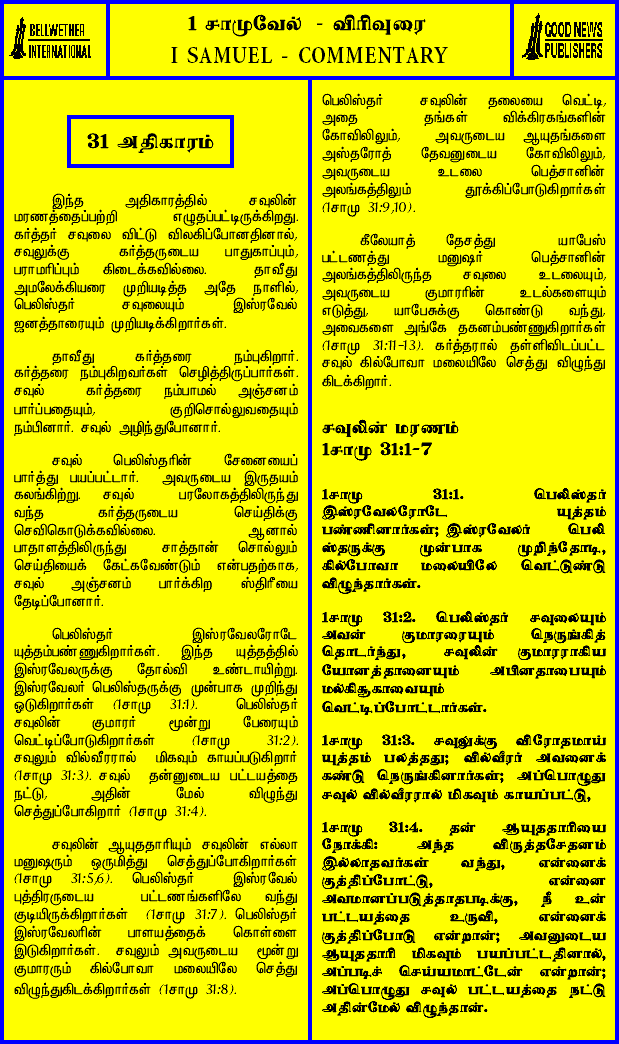 BELLWETHER
INTERNATIONAL
1 சாமுவேல் - விரிவுரை
I SAMUEL - COMMENTARY
GOOD NEWS
PUBLISHERS
31 அதிகாரம்
இந்த அதிகாரத்தில் சவுலின்
மரணத்தைப்பற்றி எழுதப்பட்டிருக்கிறது.
கர்த்தர் சவுலை விட்டு விலகிப்போனதினால்,
சவுலுக்கு கர்த்தருடைய பாதுகாப்பும்,
பராமரிப்பும் கிடைக்கவில்லை. தாவீது
அமலேக்கியரை முறியடித்த அதே நாளில்,
பெலிஸ்தர் சவுலையும் இஸ்ரவேல்
ஜனத்தாரையும் முறியடிக்கிறார்கள்.
தாவீது கர்த்தரை நம்புகிறார்.
கர்த்தரை நம்புகிறவர்கள் செழித்திருப்பார்கள்.
சவுல் கர்த்தரை நம்பாமல் அஞ்சனம்
பார்ப்பதையும், குறிசொல்லுவதையும்
நம்பினார். சவுல் அழிந்துபோனார்.
சவுல் பெலிஸ்தரின் சேனையைப்
பார்த்து பயப்பட்டார். அவருடைய இருதயம்
கலங்கிற்று. சவுல் பரலோகத்திலிருந்து
வந்த கர்த்தருடைய செய்திக்கு
செவிகொடுக்கவில்லை. ஆனால்
பாதாளத்திலிருந்து சாத்தான் சொல்லும்
செய்தியைக் கேட்கவேண்டும் என்பதற்காக,
சவுல் அஞ்சனம் பார்க்கிற ஸ்திரீயை
தேடிப்போனார்.
பெலிஸ்தர் இஸ்ரவேலரோடே
யுத்தம்பண்ணுகிறார்கள். இந்த யுத்தத்தில்
இஸ்ரவேலருக்கு தோல்வி உண்டாயிற்று.
இஸ்ரவேலர் பெலிஸ்தருக்கு முன்பாக முறிந்து
ஓடுகிறார்கள் (1சாமு 31:1). பெலிஸ்தர்
சவுலின் குமாரர் மூன்று பேரையும்
வெட்டிப்போடுகிறார்கள் (1சாமு 31:2).
சவுலும் வில்வீரரால் மிகவும் காயப்படுகிறார்
(1சாமு 31:3). சவுல் தன்னுடைய பட்டயத்தை
நட்டு, அதின் மேல் விழுந்து
செத்துப்போகிறார் (1சாமு 31:4).
சவுலின் ஆயுததாரியும் சவுலின் எல்லா
மனுஷரும் ஒருமித்து செத்துப்போகிறார்கள்
(1சாமு 31:5,6). பெலிஸ்தர் இஸ்ரவேல்
புத்திரருடைய பட்டணங்களிலே வந்து
குடியிருக்கிறார்கள் (1சாமு 31:7). பெலிஸ்தர்
இஸ்ரவேலரின் பாளயத்தைக் கொள்ளை
இடுகிறார்கள். சவுலும் அவருடைய மூன்று
குமாரரும் கில்போவா மலையிலே செத்து
விழுந்துகிடக்கிறார்கள் (1சாமு 31:8).
பெலிஸ்தர் சவுலின் தலையை வெட்டி,
அதை தங்கள் விக்கிரகங்களின்
கோவிலிலும், அவருடைய ஆயுதங்களை
அஸ்தரோத் தேவனுடைய கோவிலிலும்,
அவருடைய உடலை பெத்சானின்
அலங்கத்திலும் தூக்கிப்போடுகிறார்கள்
(1சாமு 31:9,10).
கீலேயாத் தேசத்து யாபேஸ்
பட்டணத்து மனுஷர் பெத்சானின்
அலங்கத்திலிருந்த சவுலை உடலையும்,
அவருடைய குமாரரின் உடல்களையும்
எடுத்து, யாபேசுக்கு கொண்டு வந்து,
அவைகளை அங்கே தகனம்பண்ணுகிறார்கள்
(1சாமு 31:11-13). கர்த்தரால் தள்ளிவிடப்பட்ட
சவுல் கில்போவா மலையிலே செத்து விழுந்து
கிடக்கிறார்.
சவுலின் மரணம்
1சாமு 31:1-7
1சாமு 31:1. பெலிஸ்தர்
இஸ்ரவேலரோடே யுத்தம்
பண்ணினார்கள்; இஸ்ரவேலர் பெலி
ஸ்தருக்கு முன்பாக முறிந்தோடி,
கில்போவா மலையிலே வெட்டுண்டு
விழுந்தார்கள்.
1சாமு 31:2. பெலிஸ்தர் சவுலையும்
அவன் குமாரரையும் நெருங்கித்
தொடர்ந்து, சவுலின் குமாரராகிய
யோனத்தானையும் அபினதாபையும்
மல்கிசூகாவையும்
வெட்டிப்போட்டார்கள்.
1சாமு 31:3. சவுலுக்கு விரோதமாய்
யுத்தம் பலத்தது; வில்வீரர் அவனைக்
கண்டு நெருங்கினார்கள்; அப்பொழுது
சவுல் வில்வீரரால் மிகவும் காயப்பட்டு,
1சாமு 31:4. தன் ஆயுததாரியை
நோக்கி: அந்த விருத்தசேதனம்
இல்லாதவர்கள் வந்து, என்னைக்
குத்திப்போட்டு, என்னை
அவமானப்படுத்தாதபடிக்கு, நீ உன்
பட்டயத்தை உருவி, என்னைக்
குத்திப்போடு என்றான்; அவனுடைய
ஆயுததாரி மிகவும் பயப்பட்டதினால்,
அப்படிச் செய்யமாட்டேன் என்றான்;
அப்பொழுது சவுல் பட்டயத்தை நட்டு
அதின்மேல் விழுந்தான்.